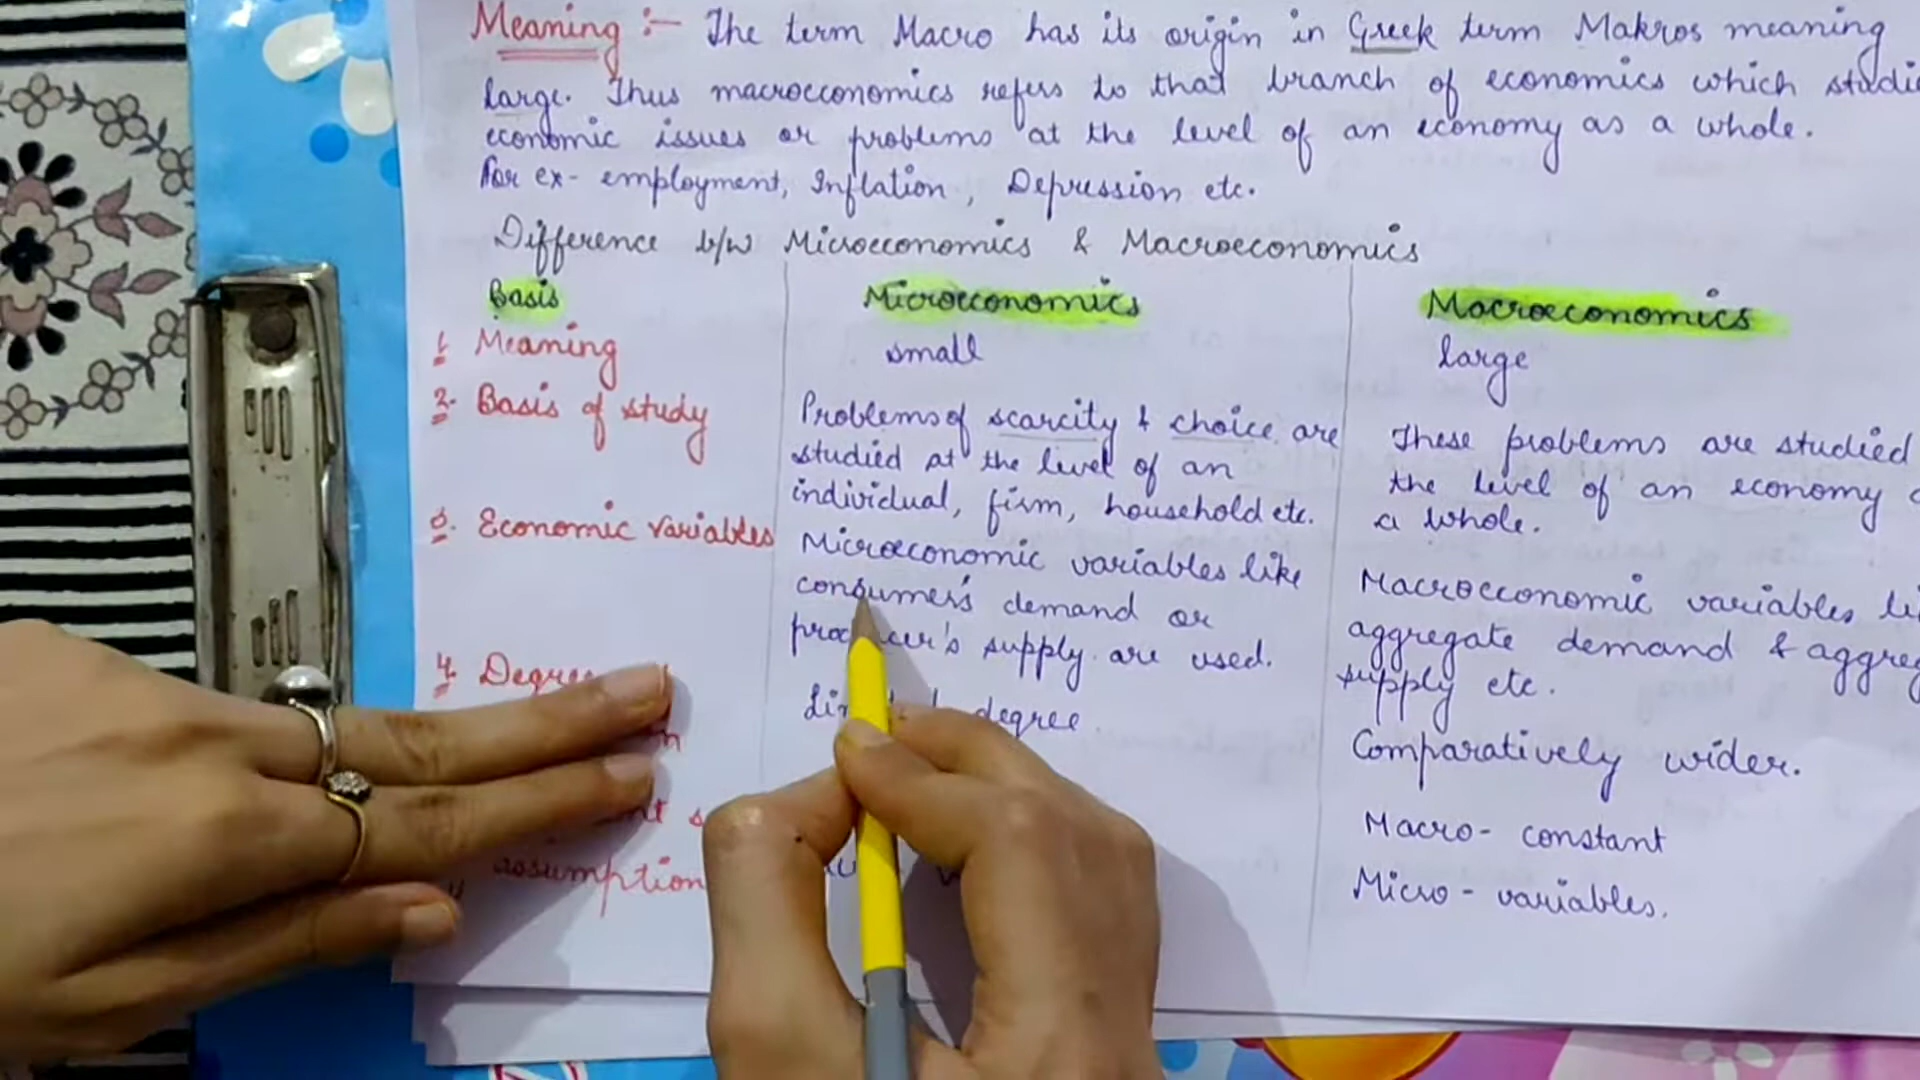 Meaning :- The term Macro has its origin in Greek term Makros meaning
large. Thus macroeconomics refers to that branch of economics which
economic issues or problems at the level of an economy as a whole.
For ex- employment, Inflation, Depression etc.
Difference b/w Microeconomics & Macroeconomics
Basis Microeconomics Macroeconomics
1. Meaning
small
large
2. Basis of study
Problems of scarcity & choice are
studied at the level of an
individual, firm, household etc.
These problems are studied
the level of an economy
a whole.
3. Economic variables
Microeconomic variables like
consumer's demand or
supply are used.
Macroeconomic variables
aggregate demand &
supply etc.
4.
degree
Comparatively wider.
assumption
Macro - constant
Micro - variables.